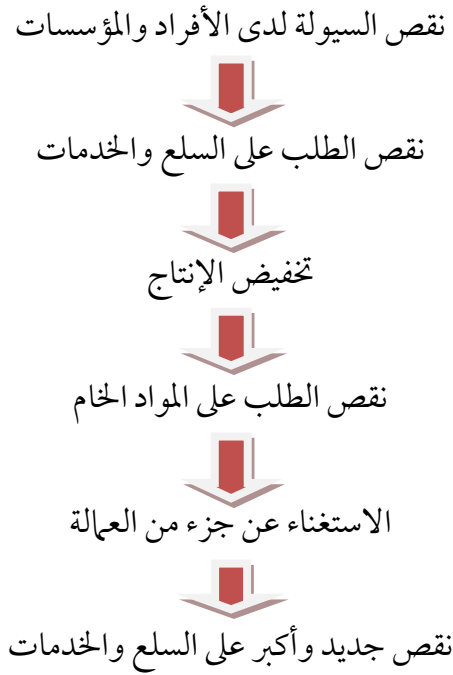 نقص السيولة لدى الأفراد والمؤسسات
نقص الطلب على السلع والخدمات
تخفيض الإنتاج
نقص الطلب على المواد الخام
الاستغناء عن جزء من العمالة
نقص جديد وأكبر على السلع والخدمات